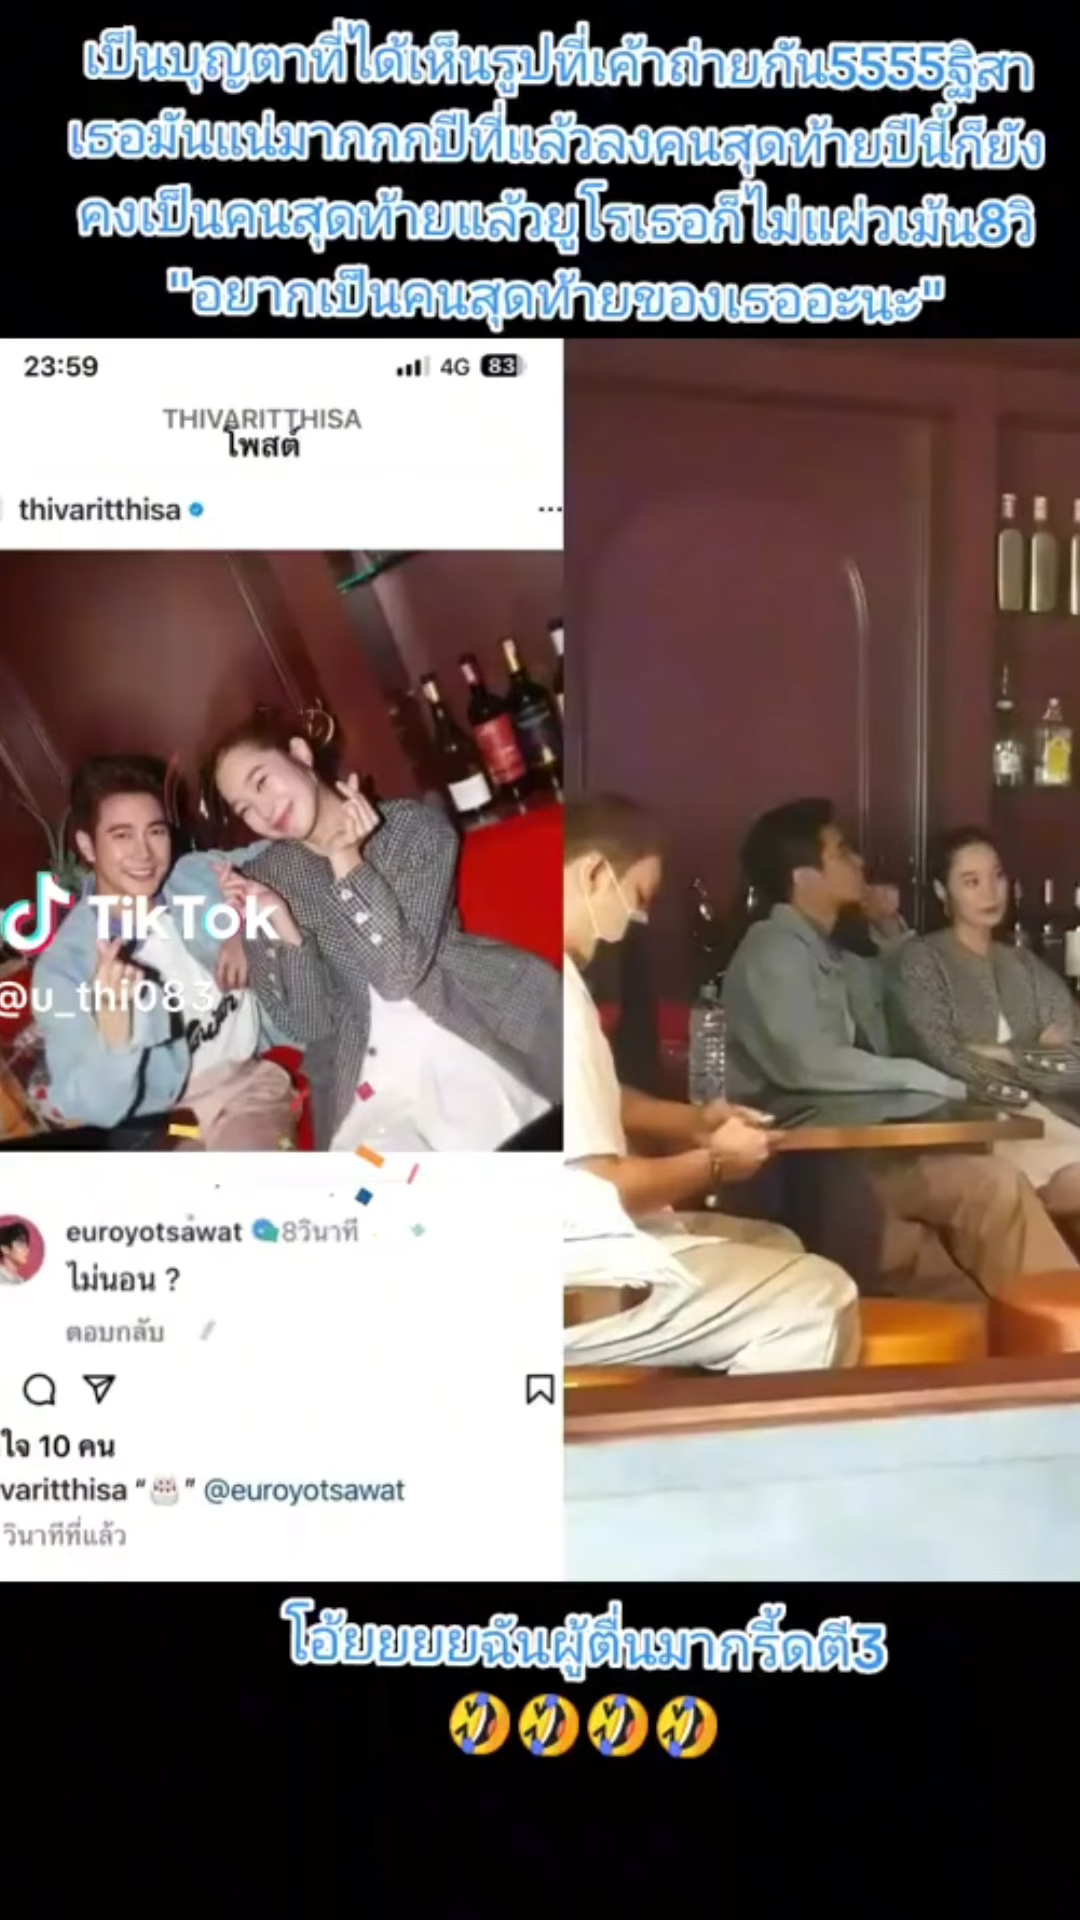 เป็นบุญตาที่ได้เห็นรูปที่เค้าถ่ายกัน5555ฐิสา
เธอมันแน่มากกกปีที่แล้วลงคนสุดท้ายปีนี้ก็ยัง
คงเป็นคนสุดท้ายแล้วยูโรเธอก็ไม่แผ่วเม้น8วิ
"อยากเป็นคนสุดท้ายของเธออะนะ"
23:59
4G 83
THIVARITTHISA
โพสต์
thivaritthisa
TikTok
@u_thi083
euroyotsawat 8วินาที
ไม่นอน ?
ตอบกลับ
ใจ 10 คน
varitthisa “🎂” @euroyotsawat
วินาทีที่แล้ว
โอ้ยยยยฉันผู้ตื่นมากรี้ดตี3
🤣🤣🤣🤣